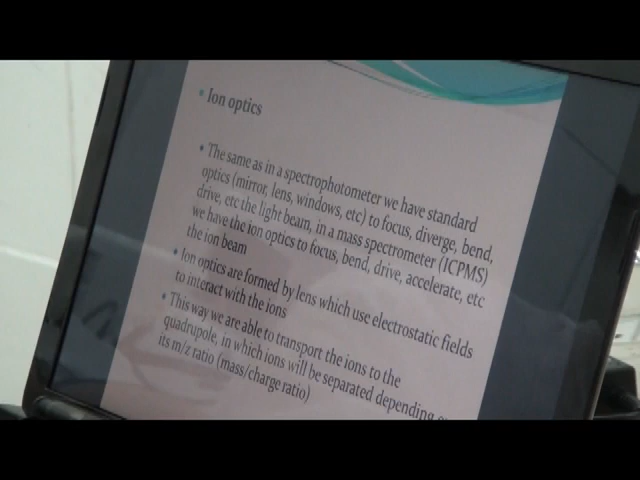 • Ion optics
• The same as in a spectrophotometer we have standard
optics (mirror, lens, windows, etc) to focus, diverge, bend,
drive, etc the light beam, in a mass spectrometer (ICPMS)
we have the ion optics to focus, bend, drive, accelerate, etc
the ion beam
• Ion optics are formed by lens which use electrostatic fields
to interact with the ions
• This way we are able to transport the ions to the
quadrupole, in which ions will be separated depending
its m/z ratio (mass/charge ratio)